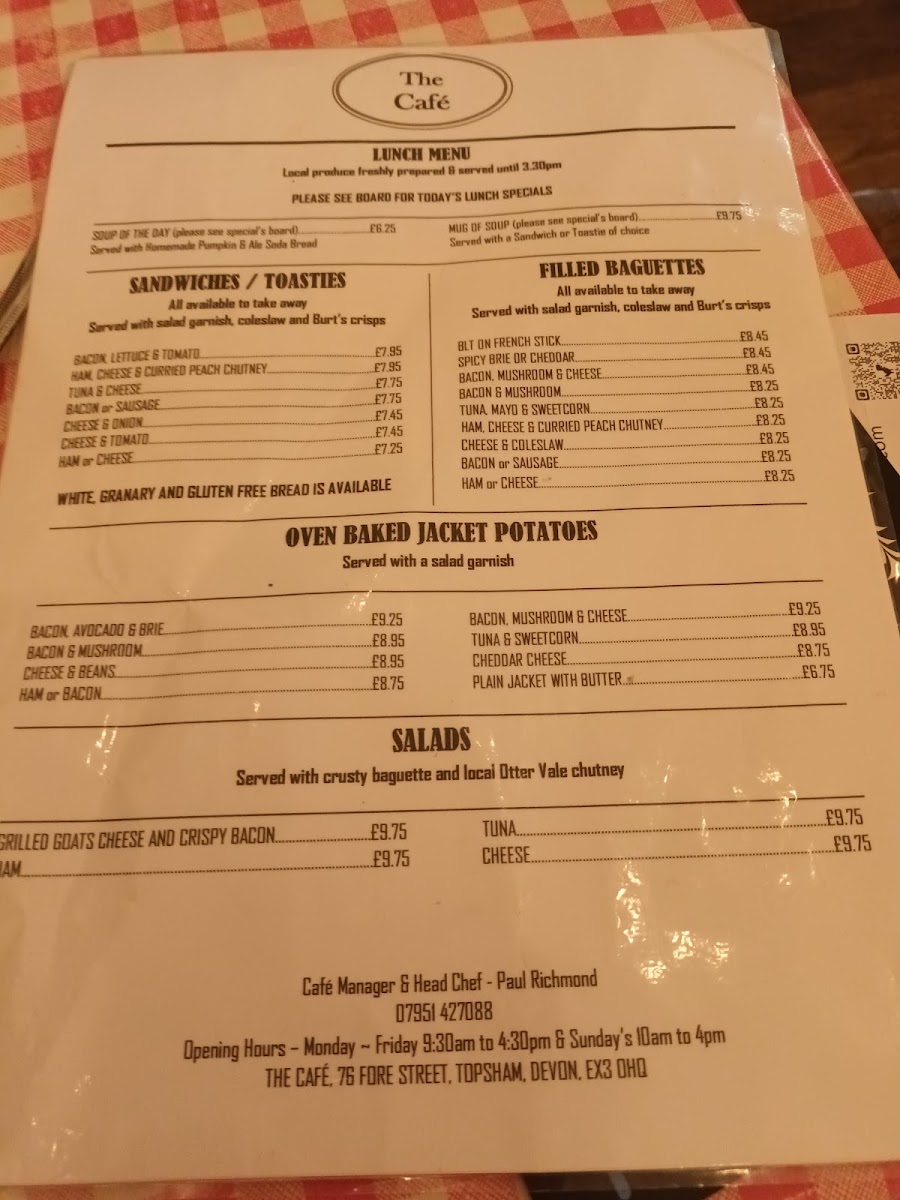 The
Café
LUNCH MENU
Local produce freshly prepared & served until 3.30pm
PLEASE SEE BOARD FOR TODAY'S LUNCH SPECIALS
SOUP OF THE DAY (please see special's board)........£6.25
Served with Homemade Pumpkin & Ale Soda Bread
MUG OF SOUP (please see special's board)........£9.75
Served with a Sandwich or Toastie of choice
SANDWICHES / TOASTIES
All available to take away
Served with salad garnish, coleslaw and Burt's crisps
BACON, LETTUCE & TOMATO........£7.95
HAM, CHEESE & CURRIED PEACH CHUTNEY........£7.95
TUNA & CHEESE........£7.75
BACON or SAUSAGE........£7.75
CHEESE & ONION........£7.45
CHEESE & TOMATO........£7.45
HAM or CHEESE........£7.25
WHITE, GRANARY AND GLUTEN FREE BREAD IS AVAILABLE
FILLED BAGUETTES
All available to take away
Served with salad garnish, coleslaw and Burt's crisps
BLT ON FRENCH STICK........£8.45
SPICY BRIE OR CHEDDAR........£8.45
BACON, MUSHROOM & CHEESE........£8.45
BACON & MUSHROOM........£8.25
TUNA, MAYO & SWEETCORN........£8.25
HAM, CHEESE & CURRIED PEACH CHUTNEY........£8.25
CHEESE & COLESLAW........£8.25
BACON or SAUSAGE........£8.25
HAM or CHEESE........£8.25
OVEN BAKED JACKET POTATOES
Served with a salad garnish
BACON, AVOCADO & BRIE........£9.25
BACON & MUSHROOM........£8.95
CHEESE & BEANS........£8.95
HAM or BACON........£8.75
BACON, MUSHROOM & CHEESE........£9.25
TUNA & SWEETCORN........£8.95
CHEDDAR CHEESE........£8.75
PLAIN JACKET WITH BUTTER........£6.75
SALADS
Served with crusty baguette and local Otter Vale chutney
GRILLED GOATS CHEESE AND CRISPY BACON........£9.75
HAM........£9.75
TUNA........£9.75
CHEESE........£9.75
Café Manager & Head Chef - Paul Richmond
07951 427088
Opening Hours – Monday ~ Friday 9:30am to 4:30pm & Sunday's 10am to 4pm
THE CAFÉ, 76 FORE STREET, TOPSHAM, DEVON, EX3 0HQ
com